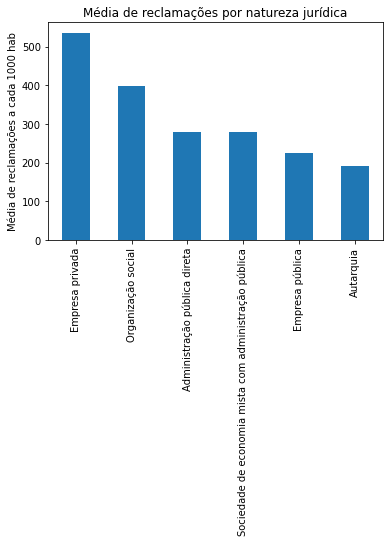 Média de reclamações por natureza jurídica
Média de reclamações a cada 1000 hab
500
400
300
200
100
0
Empresa privada
Organização social
Administração pública direta
Sociedade de economia mista com administração pública
Empresa pública
Autarquia